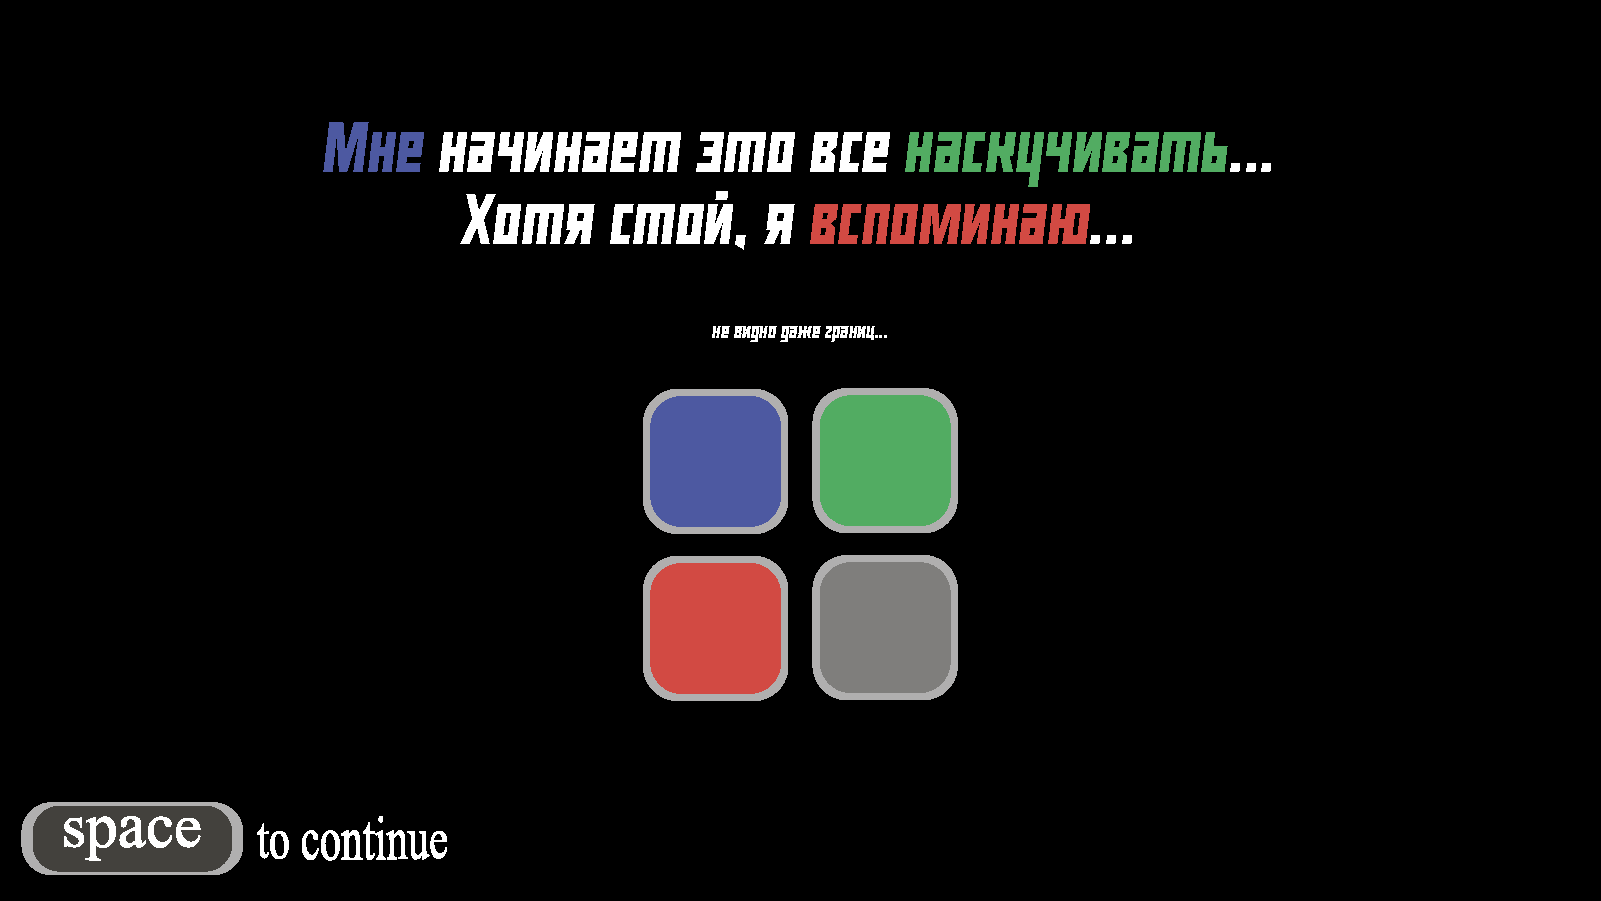 Мне начинает это все наскучивать...
Хотя стой, я вспоминаю...
не видно даже границ...
space to continue